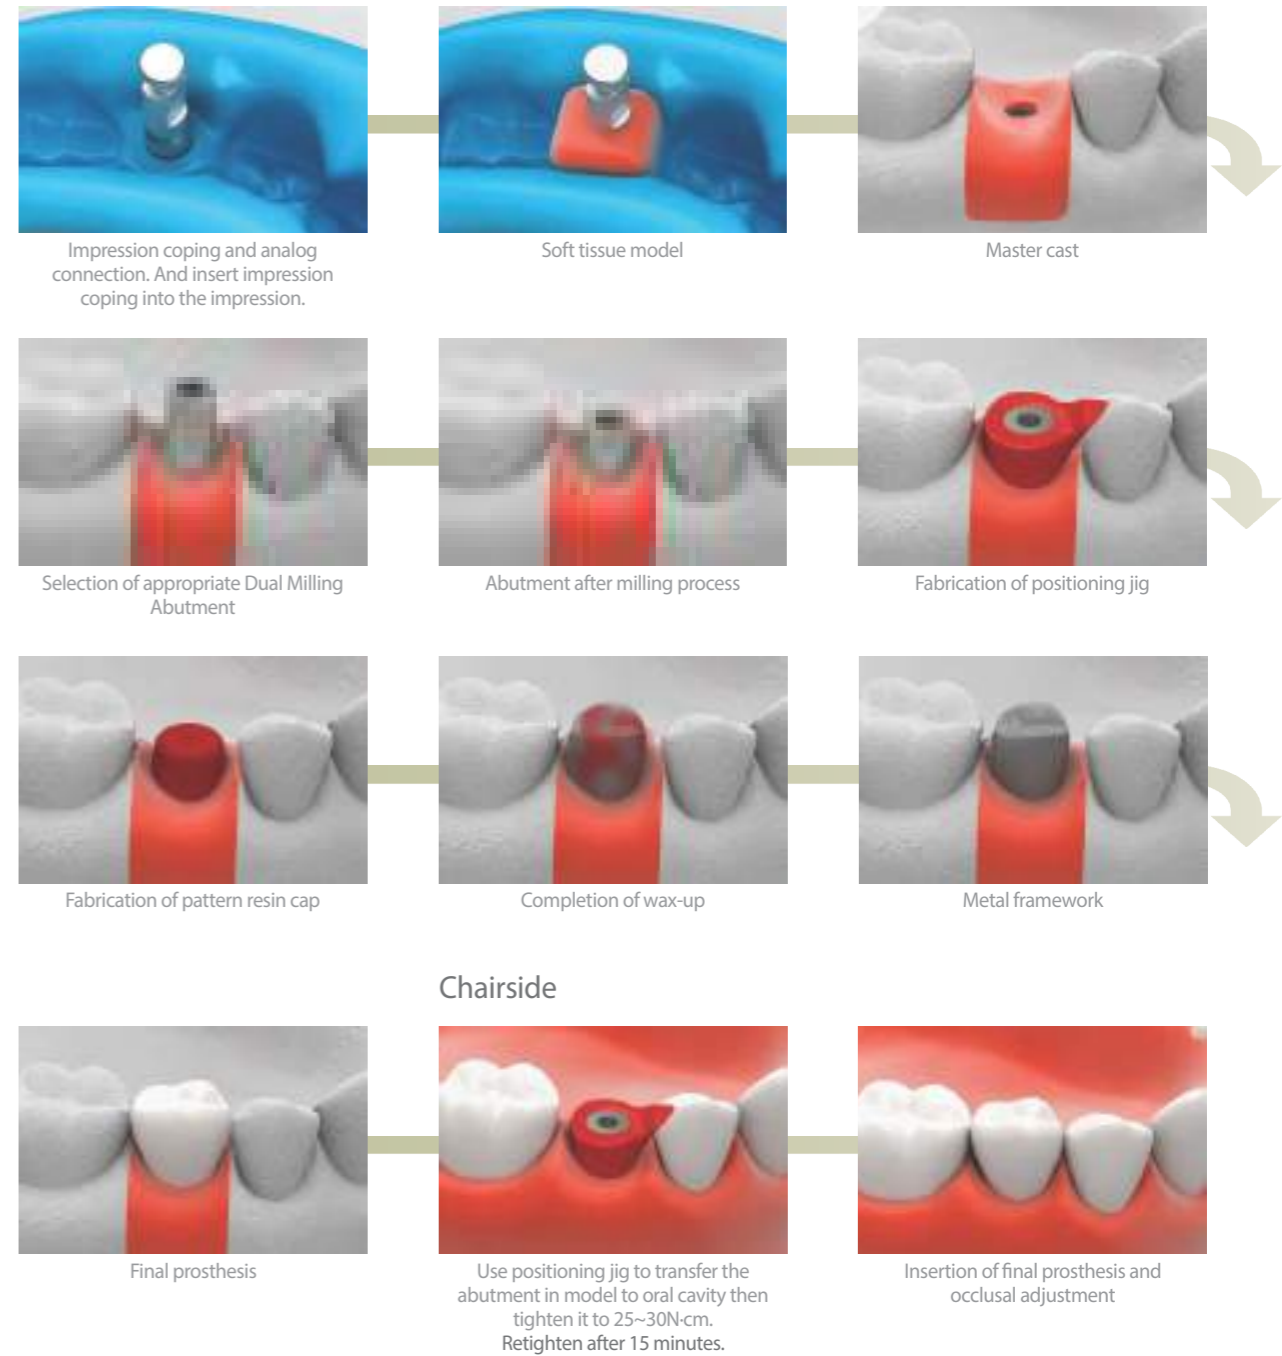 Impression coping and analog
connection. And insert impression
coping into the impression.
Soft tissue model
Master cast
Selection of appropriate Dual Milling
Abutment
Abutment after milling process
Fabrication of positioning jig
Fabrication of pattern resin cap
Completion of wax-up
Metal framework
Chairside
Final prosthesis
Use positioning jig to transfer the
abutment in model to oral cavity then
tighten it to 25~30N·cm.
Retighten after 15 minutes.
Insertion of final prosthesis and
occlusal adjustment